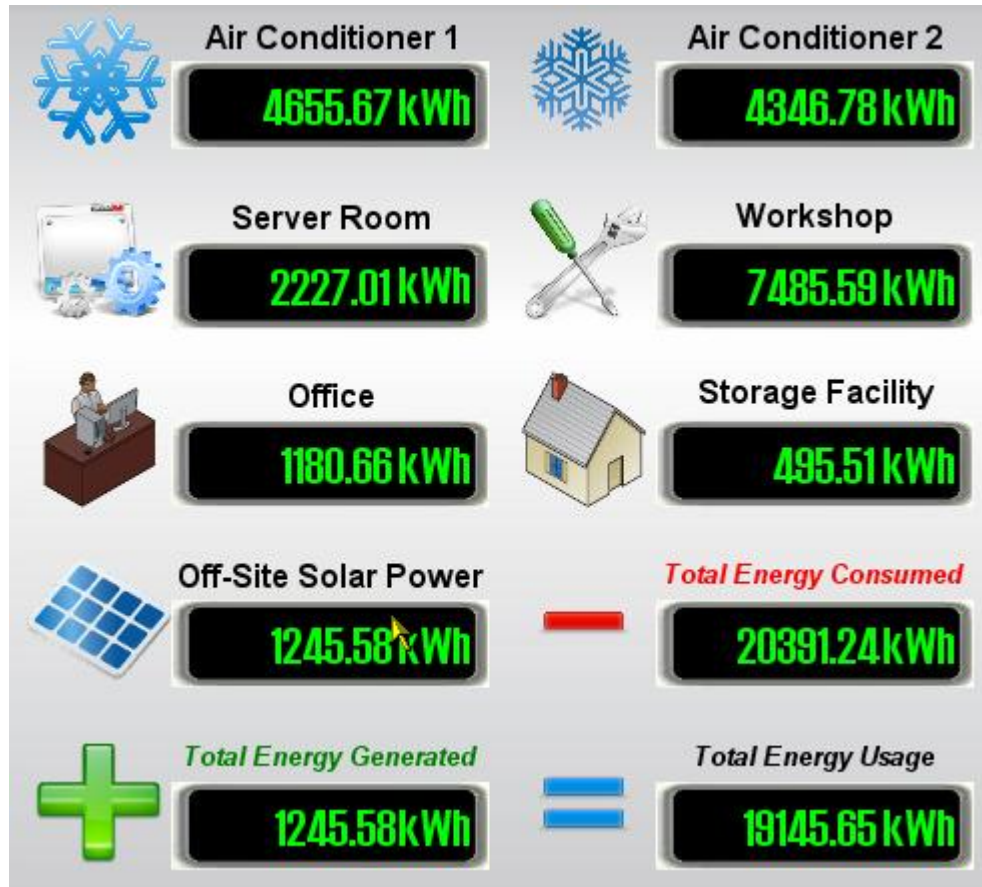 Air Conditioner 1
Air Conditioner 2
4655.67 kWh
4346.78 kWh
Server Room
Workshop
2227.01 kWh
7485.59 kWh
Office
Storage Facility
1180.66 kWh
495.51 kWh
Off-Site Solar Power
Total Energy Consumed
1245.58 kWh
20391.24 kWh
Total Energy Generated
Total Energy Usage
1245.58kWh
19145.65 kWh